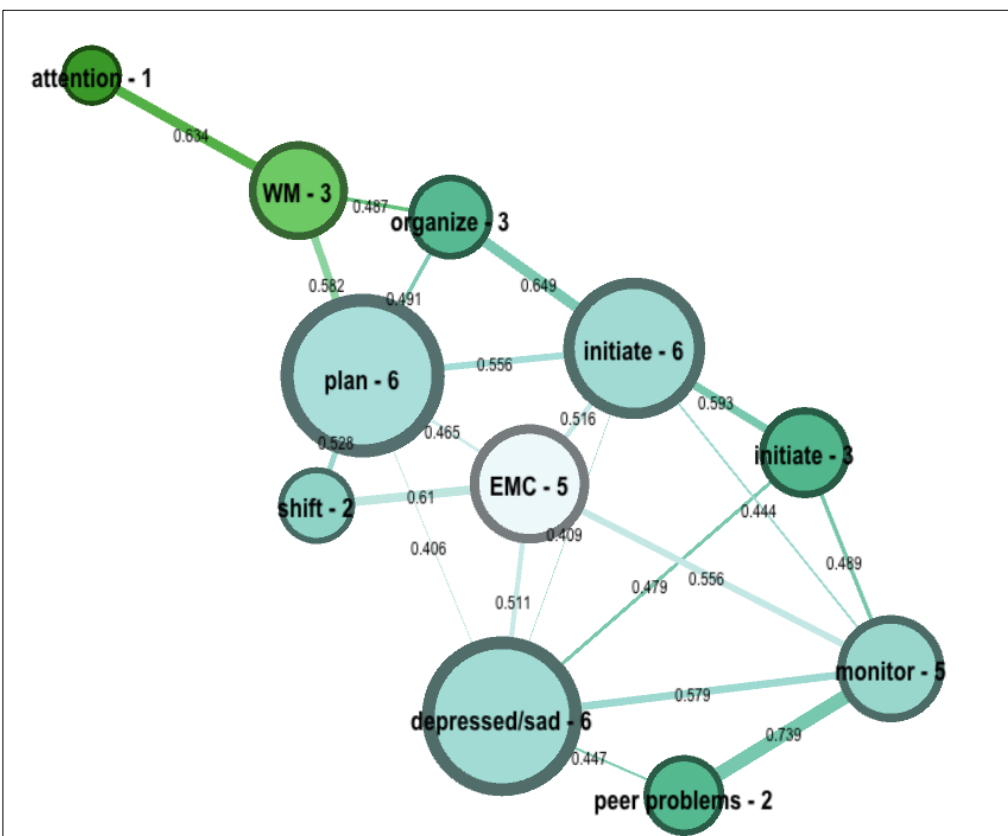 attention - 1
0.634
WM - 3
0.487
organize - 3
0.582
0.491
0.649
initiate - 6
0.556
plan - 6
0.593
0.516
0.465
0.528
initiate - 3
EMC - 5
0.61
shift - 2
0.444
0.409
0.406
0.556
0.489
0.479
0.511
monitor - 5
0.579
depressed/sad - 6
0.739
0.447
peer problems - 2